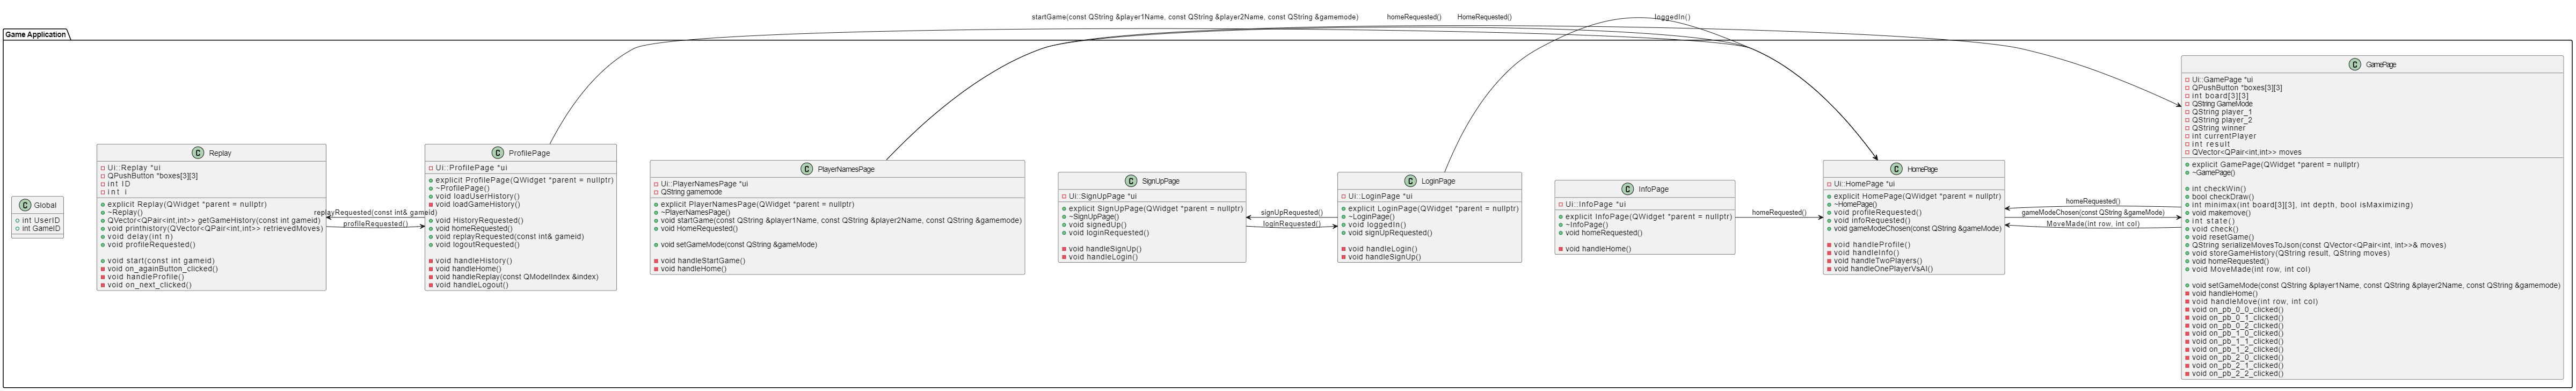 startGame(const QString &player1Name, const QString &player2Name, const QString &gamemode)
homeRequested()
HomeRequested()
loggedIn()
Game Application
Global
int UserID
int GameID
Replay
Ui::Replay *ui
QPushButton *boxes[3][3]
int ID
int i
explicit Replay(QWidget *parent = nullptr)
~Replay()
QVector<QPair<int,int>> getGameHistory(const int gameid)
void printhistory(QVector<QPair<int,int>> retrievedMoves)
void delay(int n)
void profileRequested()
void start(const int gameid)
void on_againButton_clicked()
void handleProfile()
void on_next_clicked()
replayRequested(const int& gameid)
profileRequested()
ProfilePage
Ui::ProfilePage *ui
explicit ProfilePage(QWidget *parent = nullptr)
~ProfilePage()
void loadUserHistory()
void loadGameHistory()
void HistoryRequested()
void homeRequested()
void replayRequested(const int& gameid)
void logoutRequested()
void handleHistory()
void handleHome()
void handleReplay(const QModelIndex &index)
void handleLogout()
PlayerNamesPage
Ui::PlayerNamesPage *ui
QString gamemode
explicit PlayerNamesPage(QWidget *parent = nullptr)
~PlayerNamesPage()
void startGame(const QString &player1Name, const QString &player2Name, const QString &gamemode)
void HomeRequested()
void setGameMode(const QString &gameMode)
void handleStartGame()
void handleHome()
SignUpPage
Ui::SignUpPage *ui
explicit SignUpPage(QWidget *parent = nullptr)
~SignUpPage()
void signedUp()
void loginRequested()
void handleSignUp()
void handleLogin()
signUpRequested()
loginRequested()
LoginPage
Ui::LoginPage *ui
explicit LoginPage(QWidget *parent = nullptr)
~LoginPage()
void loggedIn()
void signUpRequested()
void handleLogin()
void handleSignUp()
InfoPage
Ui::InfoPage *ui
explicit InfoPage(QWidget *parent = nullptr)
~InfoPage()
void homeRequested()
void handleHome()
homeRequested()
HomePage
Ui::HomePage *ui
explicit HomePage(QWidget *parent = nullptr)
~HomePage()
void profileRequested()
void infoRequested()
void gameModeChosen(const QString &gameMode)
void handleProfile()
void handleInfo()
void handleTwoPlayers()
void handleOnePlayerVsAI()
homeRequested()
gameModeChosen(const QString &gameMode)
MoveMade(int row, int col)
GamePage
Ui::GamePage *ui
QPushButton *boxes[3][3]
int board[3][3]
QString GameMode
QString player_1
QString player_2
QString winner
int currentPlayer
int result
QVector<QPair<int,int>> moves
explicit GamePage(QWidget *parent = nullptr)
~GamePage()
int checkWin()
bool checkDraw()
int minimax(int board[3][3], int depth, bool isMaximizing)
void makemove()
int state()
void check()
void resetGame()
QString serializeMovesToJson(const QVector<QPair<int, int>>& moves)
void storeGameHistory(QString result, QString moves)
void homeRequested()
void MoveMade(int row, int col)
void setGameMode(const QString &player1Name, const QString &player2Name, const QString &gamemode)
void handleHome()
void handleMove(int row, int col)
void on_pb_0_0_clicked()
void on_pb_0_1_clicked()
void on_pb_0_2_clicked()
void on_pb_1_0_clicked()
void on_pb_1_1_clicked()
void on_pb_1_2_clicked()
void on_pb_2_0_clicked()
void on_pb_2_1_clicked()
void on_pb_2_2_clicked()